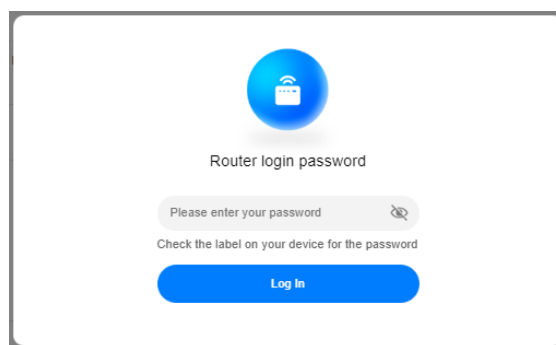 Router login password
Please enter your password
Check the label on your device for the password
Log In